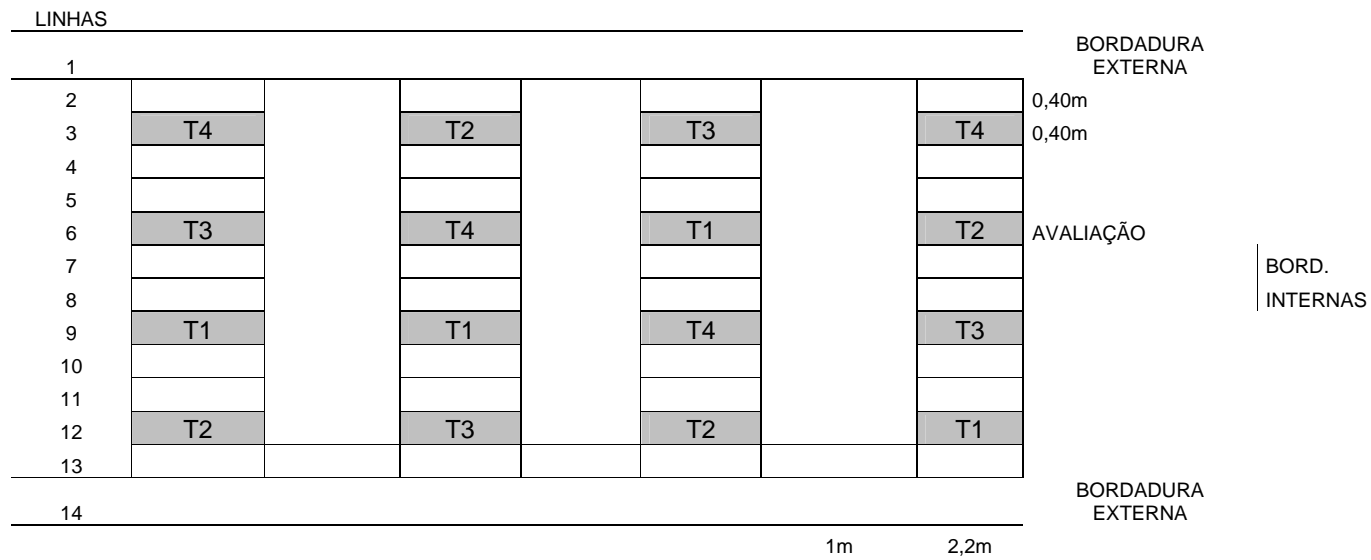 LINHAS
BORDADURA
EXTERNA
1
2 0,40m
3 T4 T2 T3 T4 0,40m
4
5
6 T3 T4 T1 T2 AVALIAÇÃO
7 BORD.
8 INTERNAS
9 T1 T1 T4 T3
10
11
12 T2 T3 T2 T1
13
BORDADURA
EXTERNA
14
1m 2,2m